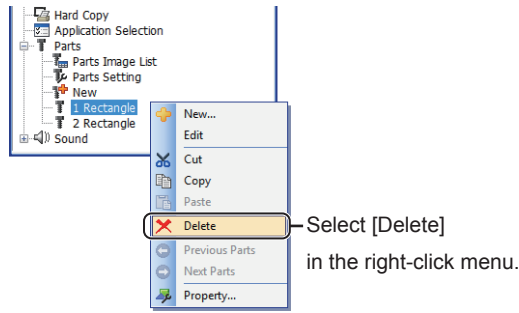 Hard Copy
Application Selection
Parts
Parts Image List
Parts Setting
New
1 Rectangle
2 Rectangle
Sound
New...
Edit
Cut
Copy
Paste
Delete
Previous Parts
Next Parts
Property...
Select [Delete]
in the right-click menu.